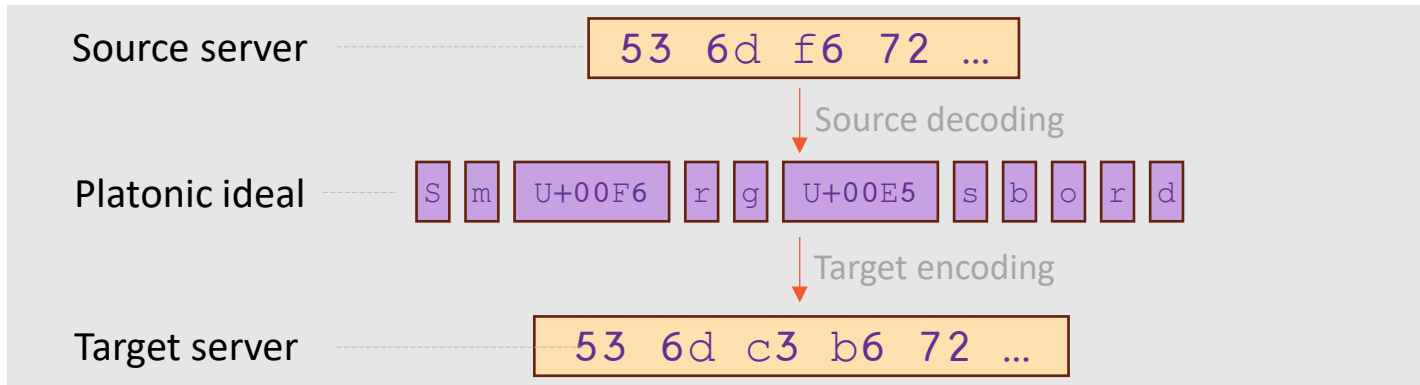 Source server 53 6d f6 72 …
Source decoding
Platonic ideal S m U+00F6 r g U+00E5 s b o r d
Target encoding
Target server 53 6d c3 b6 72 …